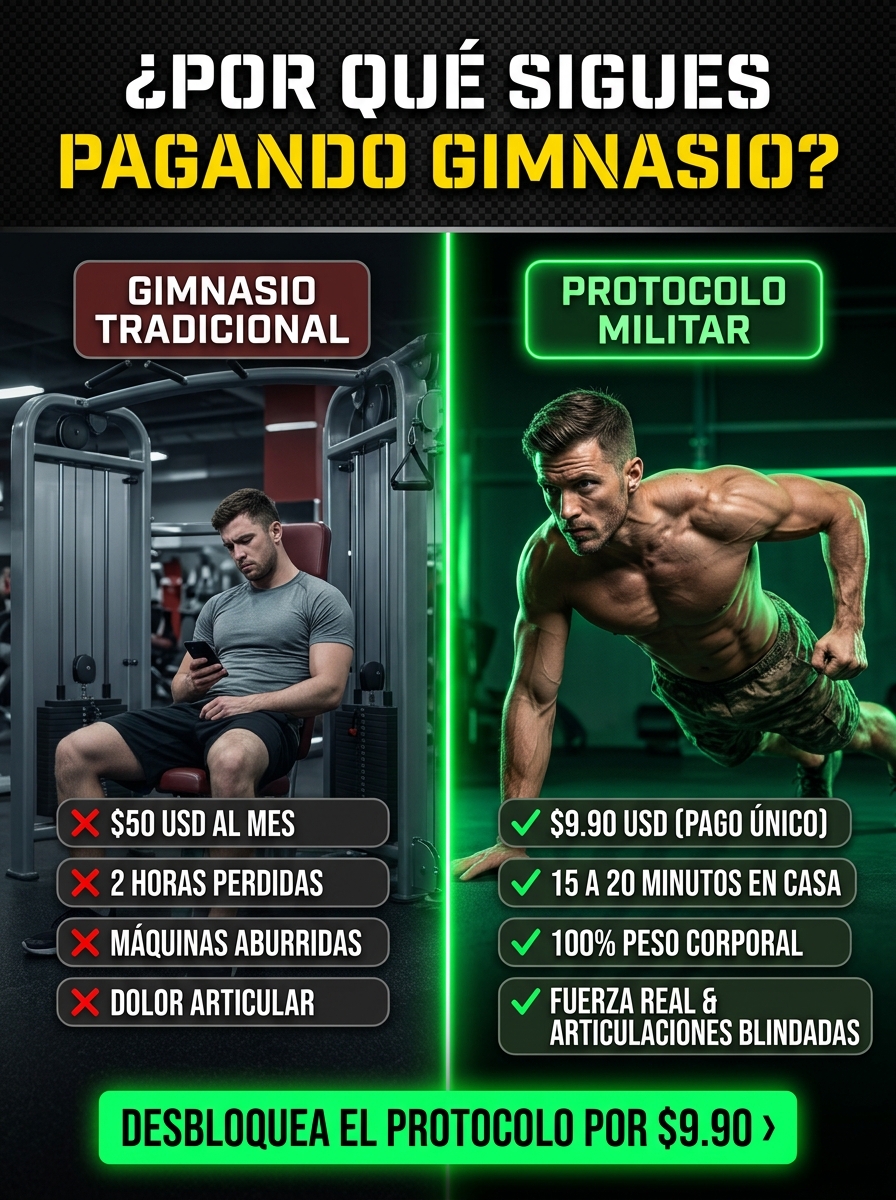 ¿POR QUÉ SIGUES
PAGANDO GIMNASIO?
GIMNASIO
TRADICIONAL
$50 USD AL MES
2 HORAS PERDIDAS
MÁQUINAS ABURRIDAS
DOLOR ARTICULAR
PROTOCOLO
MILITAR
$9.90 USD (PAGO ÚNICO)
15 A 20 MINUTOS EN CASA
100% PESO CORPORAL
FUERZA REAL &
ARTICULACIONES BLINDADAS
DESBLOQUEA EL PROTOCOLO POR $9.90 ›